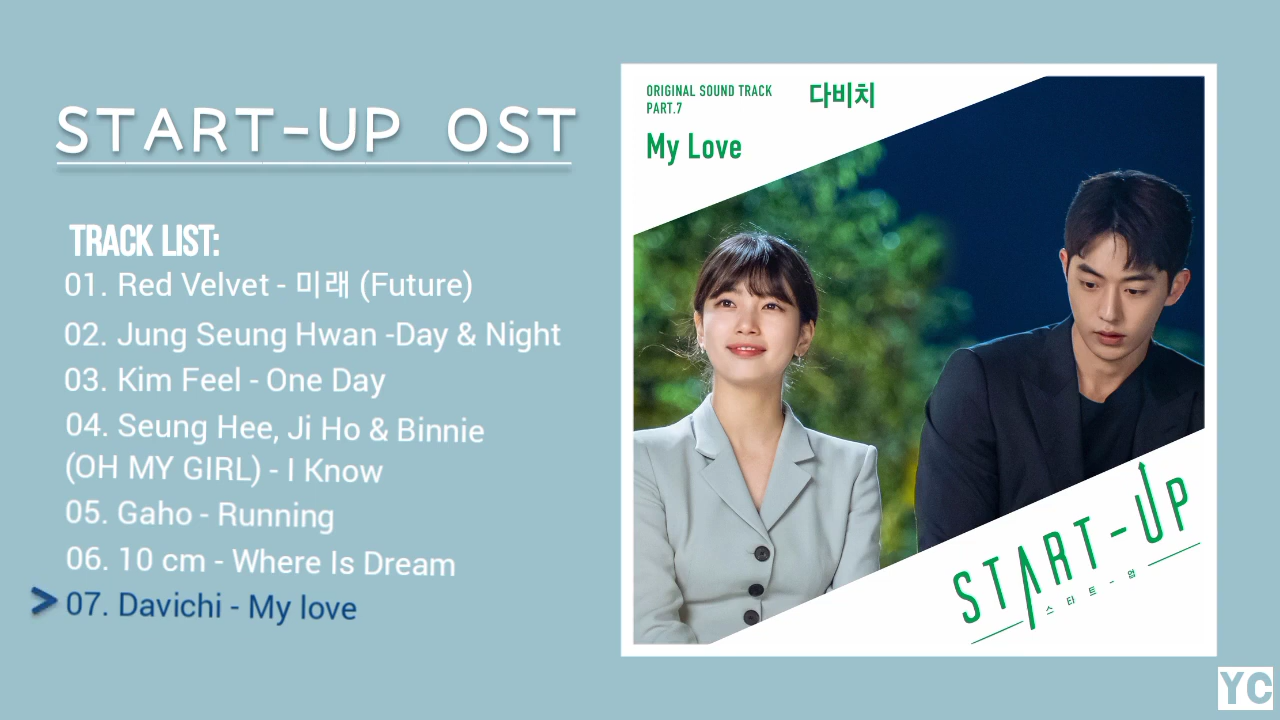 START-UP OST
TRACK LIST:
01. Red Velvet - 미래 (Future)
02. Jung Seung Hwan -Day & Night
03. Kim Feel - One Day
04. Seung Hee, Ji Ho & Binnie
(OH MY GIRL) - I Know
05. Gaho - Running
06. 10 cm - Where Is Dream
> 07. Davichi - My love
ORIGINAL SOUND TRACK
PART.7
다비치
My Love
START-UP
스타트-업
YC